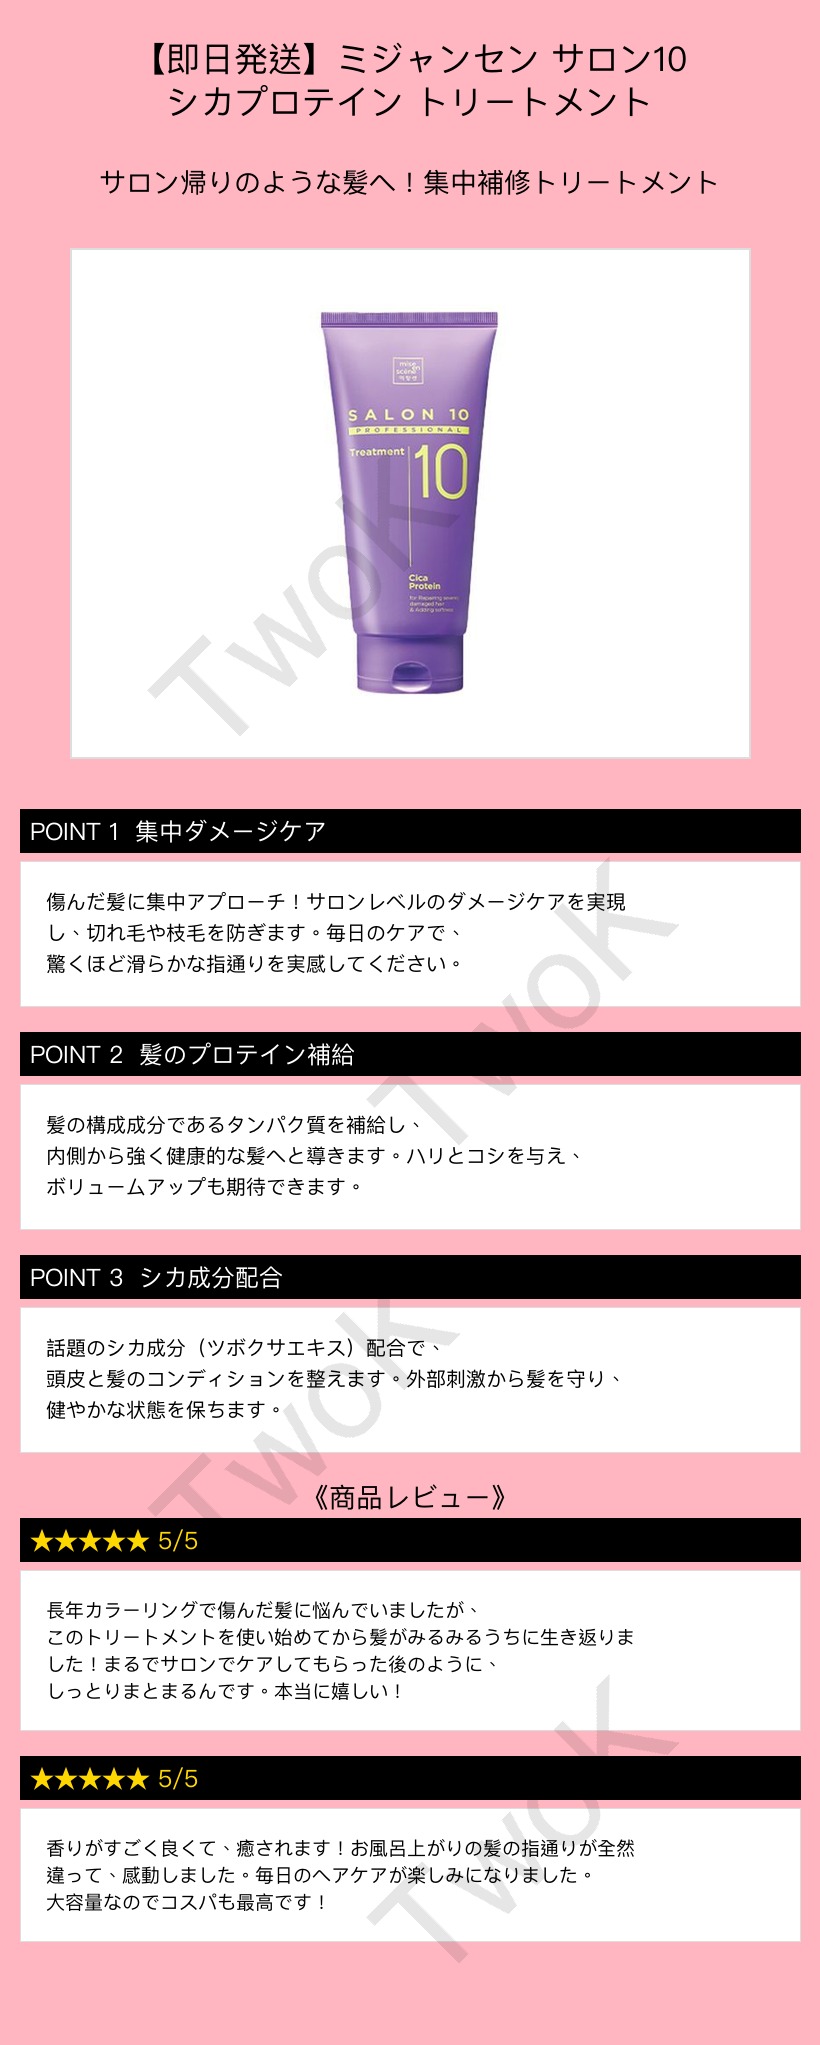 【即日発送】ミジャンセン サロン10
シカプロテイン トリートメント
サロン帰りのような髪へ！集中補修トリートメント
mise
en
scène
미쟝센
SALON 10
PROFESSIONAL
Treatment
10
Cica
Protein
for Repairing severe
damaged hair
& Adding softness
TwoK
POINT 1 集中ダメージケア
傷んだ髪に集中アプローチ！サロンレベルのダメージケアを実現
し、切れ毛や枝毛を防ぎます。毎日のケアで、
驚くほど滑らかな指通りを実感してください。
TwoK
POINT 2 髪のプロテイン補給
髪の構成成分であるタンパク質を補給し、
内側から強く健康的な髪へと導きます。ハリとコシを与え、
ボリュームアップも期待できます。
POINT 3 シカ成分配合
話題のシカ成分（ツボクサエキス）配合で、
頭皮と髪のコンディションを整えます。外部刺激から髪を守り、
健やかな状態を保ちます。
TwoK
《商品レビュー》
★★★★★ 5/5
長年カラーリングで傷んだ髪に悩んでいましたが、
このトリートメントを使い始めてから髪がみるみるうちに生き返りま
した！まるでサロンでケアしてもらった後のように、
しっとりまとまるんです。本当に嬉しい！
★★★★★ 5/5
香りがすごく良くて、癒されます！お風呂上がりの髪の指通りが全然
違って、感動しました。毎日のヘアケアが楽しみになりました。
大容量なのでコスパも最高です！
TwoK